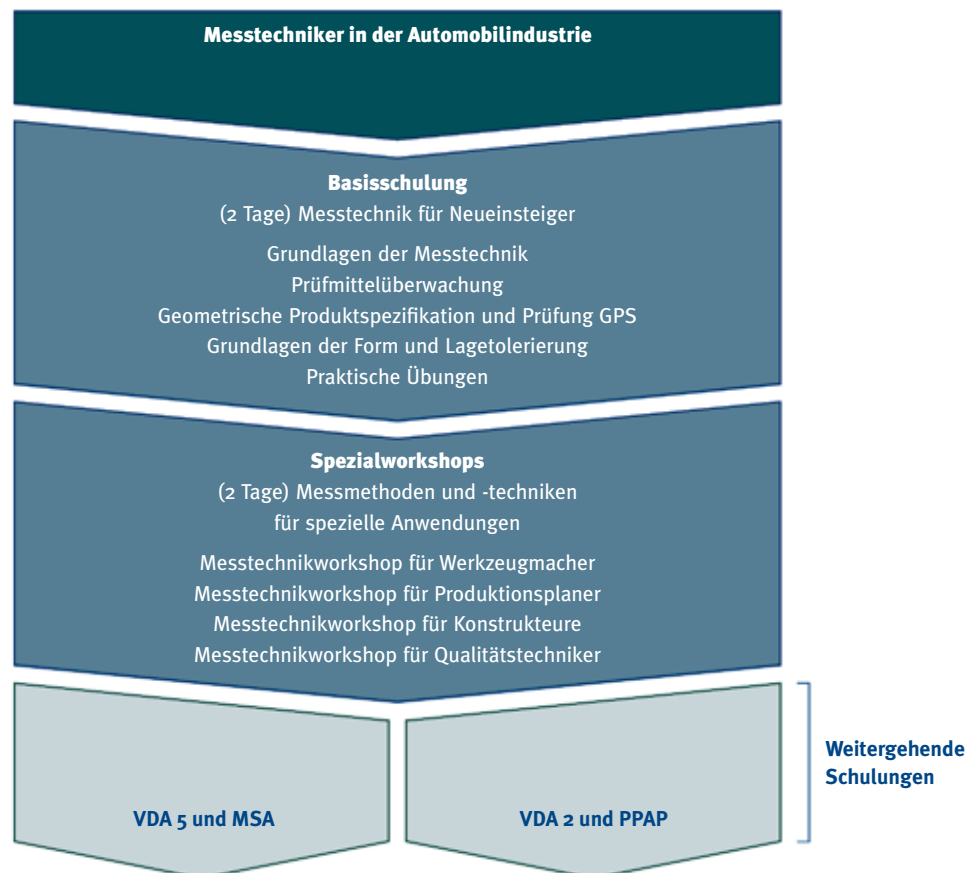 Messtechniker in der Automobilindustrie
Basisschulung
(2 Tage) Messtechnik für Neueinsteiger
Grundlagen der Messtechnik
Prüfmittelüberwachung
Geometrische Produktspezifikation und Prüfung GPS
Grundlagen der Form und Lagetolerierung
Praktische Übungen
Spezialworkshops
(2 Tage) Messmethoden und -techniken
für spezielle Anwendungen
Messtechnikworkshop für Werkzeugmacher
Messtechnikworkshop für Produktionsplaner
Messtechnikworkshop für Konstrukteure
Messtechnikworkshop für Qualitätstechniker
VDA 5 und MSA
VDA 2 und PPAP
Weitergehende
Schulungen